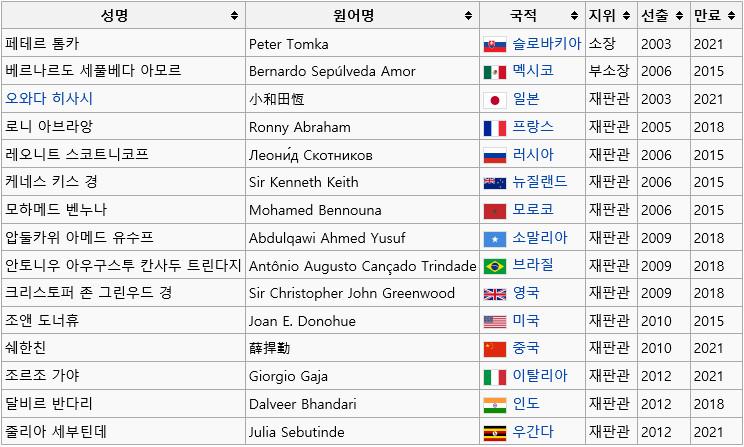 성명 원어명 국적 지위 선출 만료
페테르 톰카 Peter Tomka 슬로바키아 소장 2003 2021
베르나르도 세풀베다 아모르 Bernardo Sepúlveda Amor 멕시코 부소장 2006 2015
오와다 히사시 小和田恆 일본 재판관 2003 2021
로니 아브라앙 Ronny Abraham 프랑스 재판관 2005 2018
레오니트 스코트니코프 Леони́д Скотников 러시아 재판관 2006 2015
케네스 키스 경 Sir Kenneth Keith 뉴질랜드 재판관 2006 2015
모하메드 벤누나 Mohamed Bennouna 모로코 재판관 2006 2015
압둘카위 아메드 유수프 Abdulqawi Ahmed Yusuf 소말리아 재판관 2009 2018
안토니우 아우구스투 칸사두 트린다지 Antônio Augusto Cançado Trindade 브라질 재판관 2009 2018
크리스토퍼 존 그린우드 경 Sir Christopher John Greenwood 영국 재판관 2009 2018
조앤 도너휴 Joan E. Donohue 미국 재판관 2010 2015
쉐한친 薛捍勤 중국 재판관 2010 2021
조르조 가야 Giorgio Gaja 이탈리아 재판관 2012 2021
달비르 반다리 Dalveer Bhandari 인도 재판관 2012 2018
줄리아 세부틴데 Julia Sebutinde 우간다 재판관 2012 2021